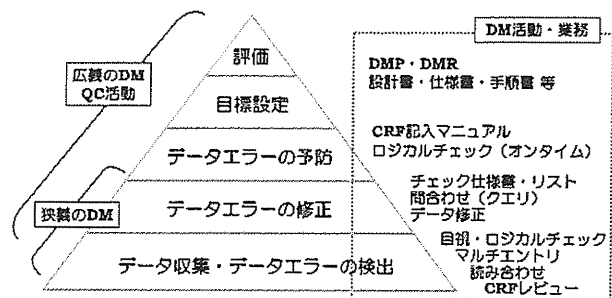 DM活動・業務
評価
DMP・DMR
設計書・仕様書・手順書 等
広義のDM
QC活動
目標設定
CRF記入マニュアル
ロジカルチェック（オンタイム）
データエラーの予防
チェック仕様書・リスト
問合わせ（クエリ）
データ修正
狭義のDM
データエラーの修正
目視・ロジカルチェック
マルチエントリ
読み合わせ
CRFレビュー
データ収集・データエラーの検出